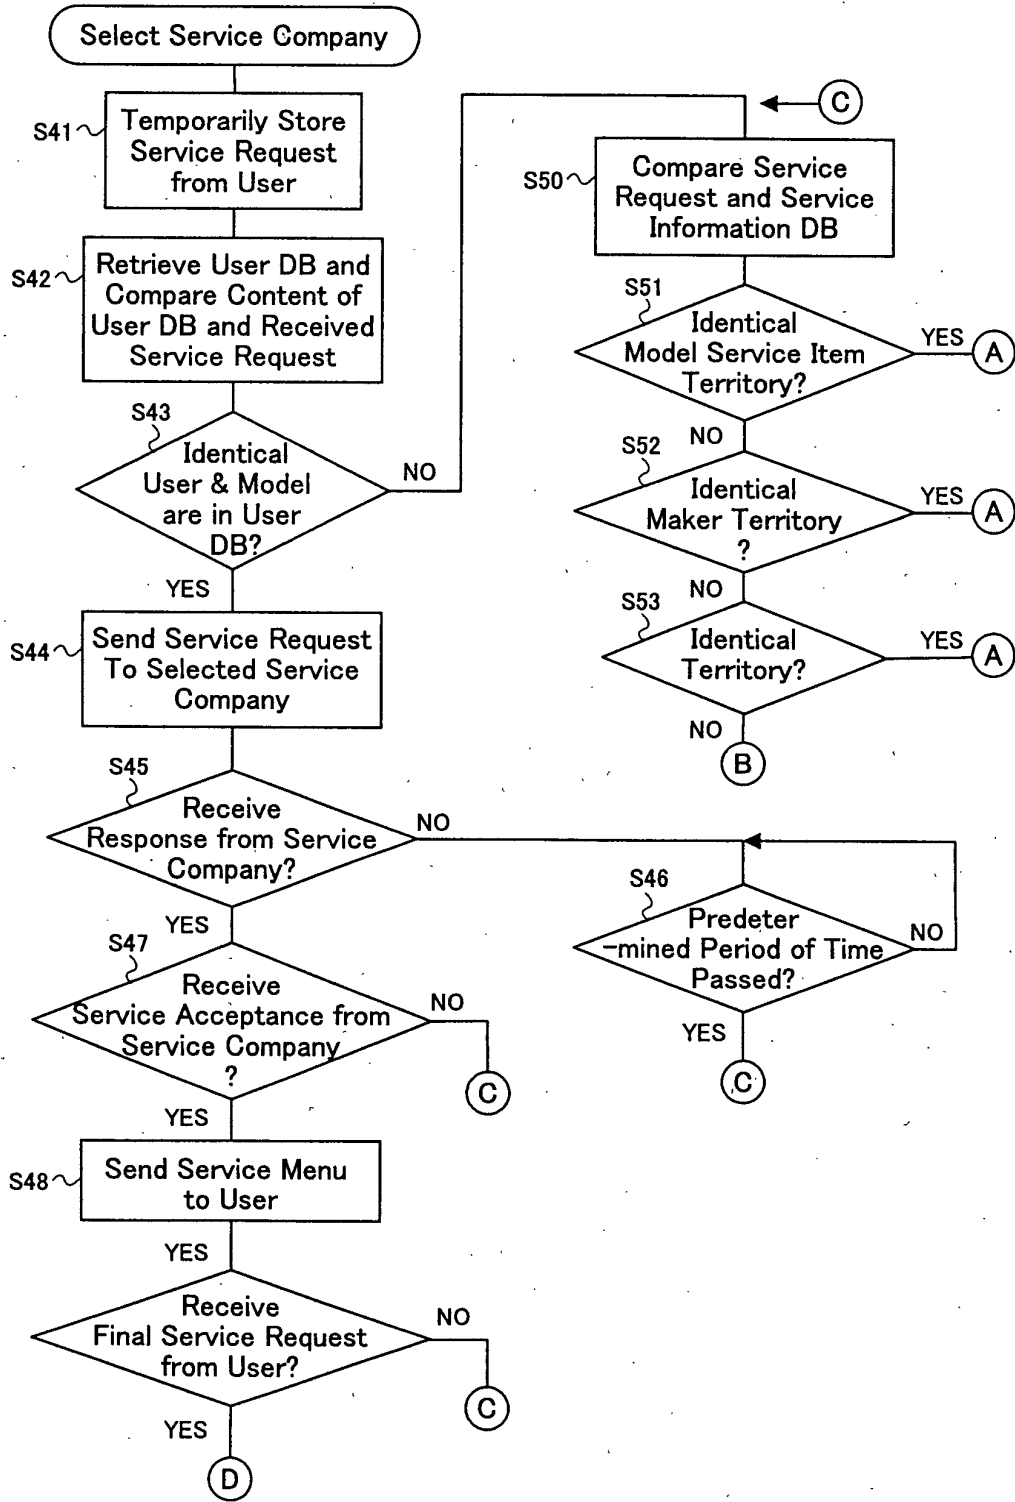 Select Service Company
S41
Temporarily Store
Service Request
from User
S42
Retrieve User DB and
Compare Content of
User DB and Received
Service Request
S43
Identical
User & Model
are in User
DB?
NO
YES
S44
Send Service Request
To Selected Service
Company
S45
Receive
Response from Service
Company?
NO
YES
S46
Predeter
-mined Period of Time
Passed?
NO
YES
C
S47
Receive
Service Acceptance from
Service Company
?
NO
C
YES
S48
Send Service Menu
to User
YES
Receive
Final Service Request
from User?
NO
C
YES
D
C
S50
Compare Service
Request and Service
Information DB
S51
Identical
Model Service Item
Territory?
YES
A
NO
S52
Identical
Maker Territory
?
YES
A
NO
S53
Identical
Territory?
YES
A
NO
B